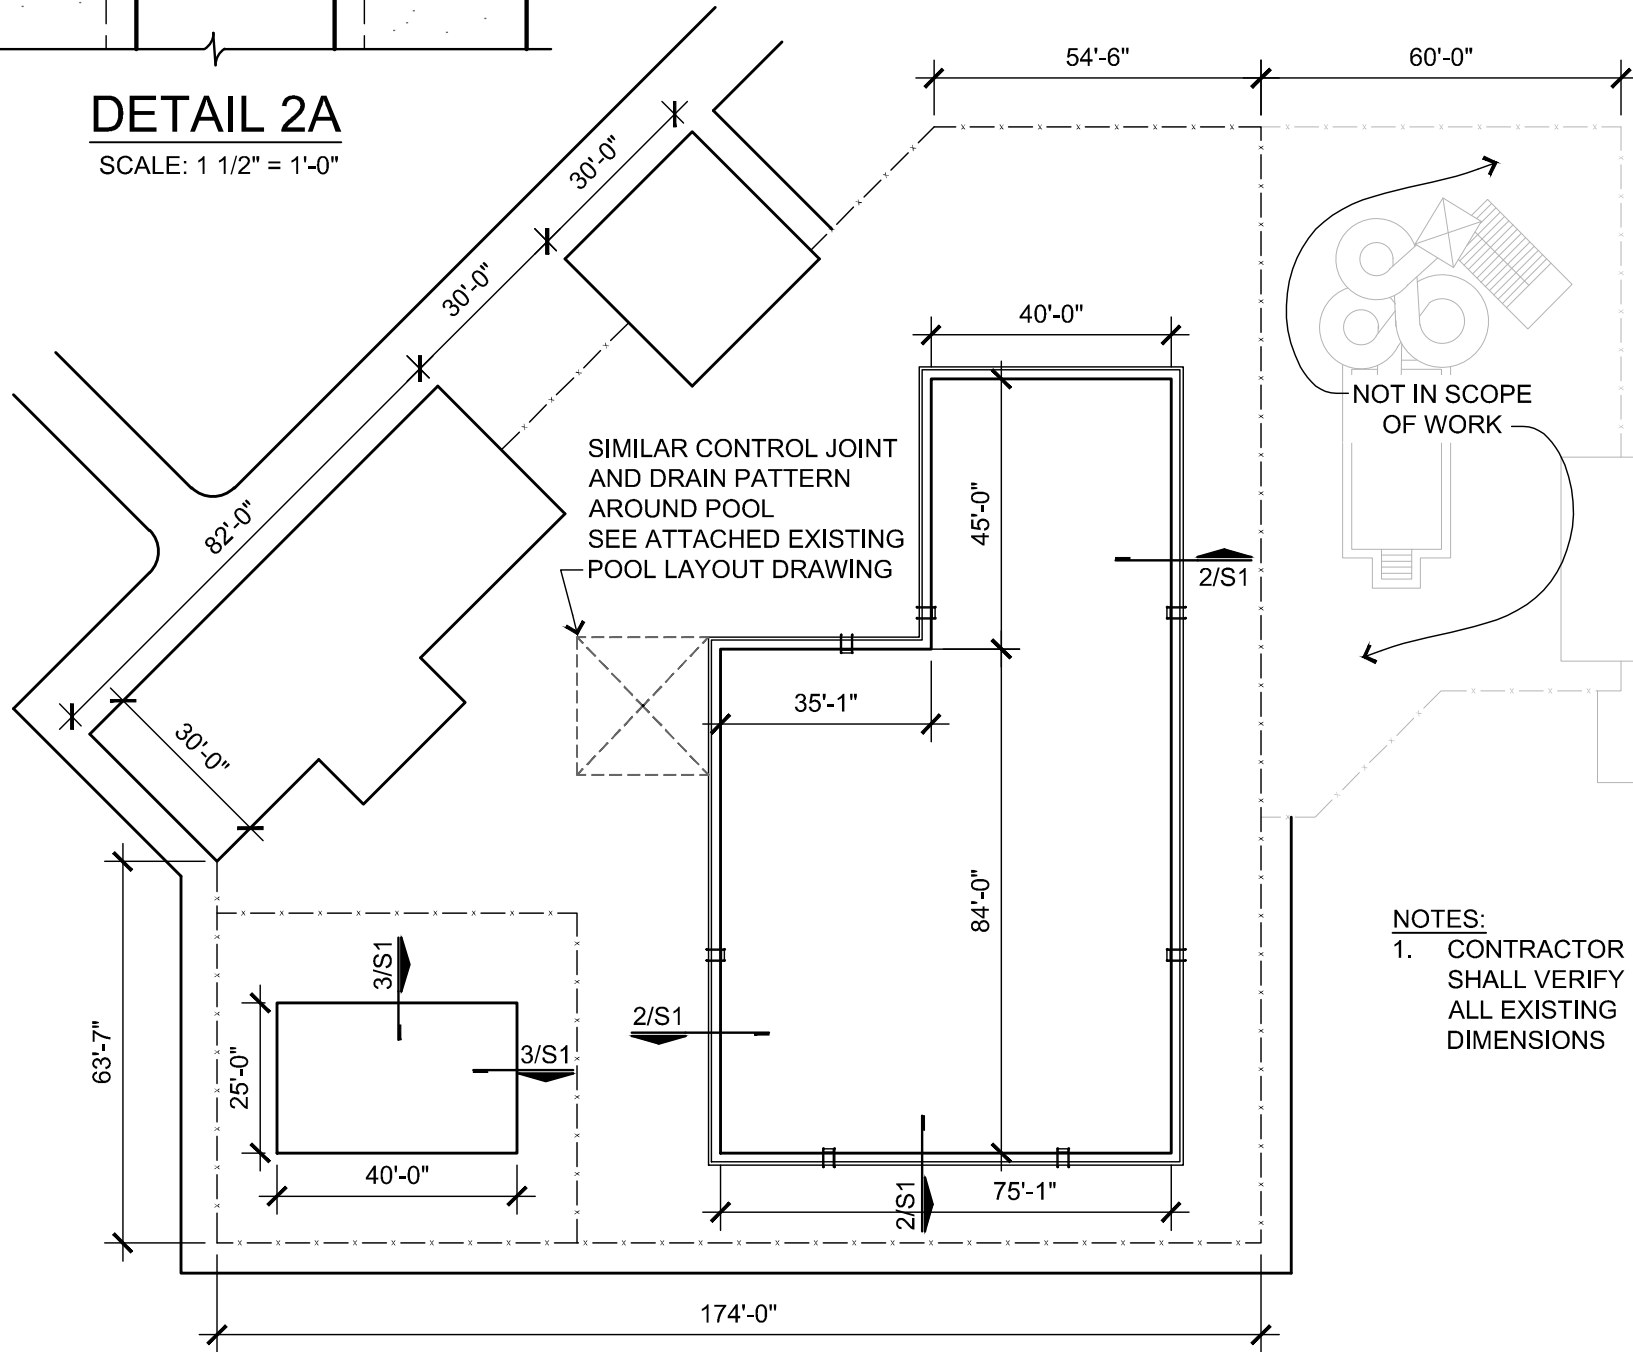 DETAIL 2A
SCALE: 1 1/2" = 1'-0"
54'-6"
60'-0"
30'-0"
30'-0"
82'-0"
30'-0"
40'-0"
NOT IN SCOPE
OF WORK
SIMILAR CONTROL JOINT
AND DRAIN PATTERN
AROUND POOL
SEE ATTACHED EXISTING
POOL LAYOUT DRAWING
45'-0"
2/S1
35'-1"
84'-0"
NOTES:
1. CONTRACTOR
SHALL VERIFY
ALL EXISTING
DIMENSIONS
3/S1
2/S1
3/S1
63'-7"
25'-0"
40'-0"
2/S1
75'-1"
174'-0"